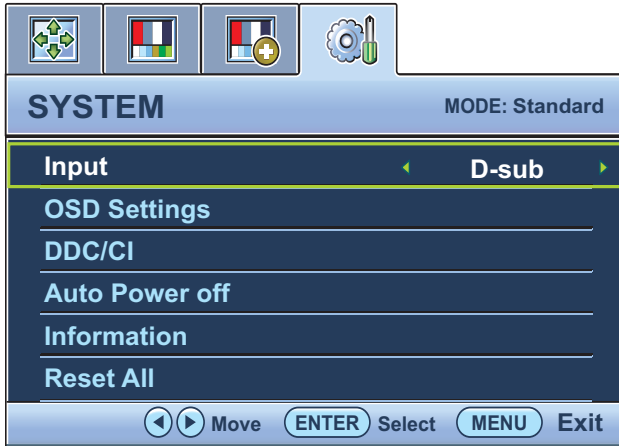 SYSTEM MODE: Standard
Input D-sub
OSD Settings
DDC/CI
Auto Power off
Information
Reset All
Move ENTER Select MENU Exit